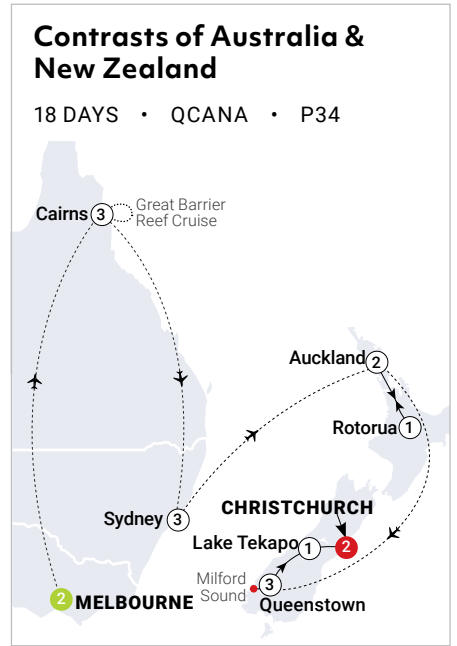 Contrasts of Australia &
New Zealand
18 DAYS • QCANA • P34
Cairns 3
Great Barrier
Reef Cruise
Auckland 2
Rotorua 1
CHRISTCHURCH
Sydney 3
Lake Tekapo 1 2
Milford
Sound
3
Queenstown
2 MELBOURNE